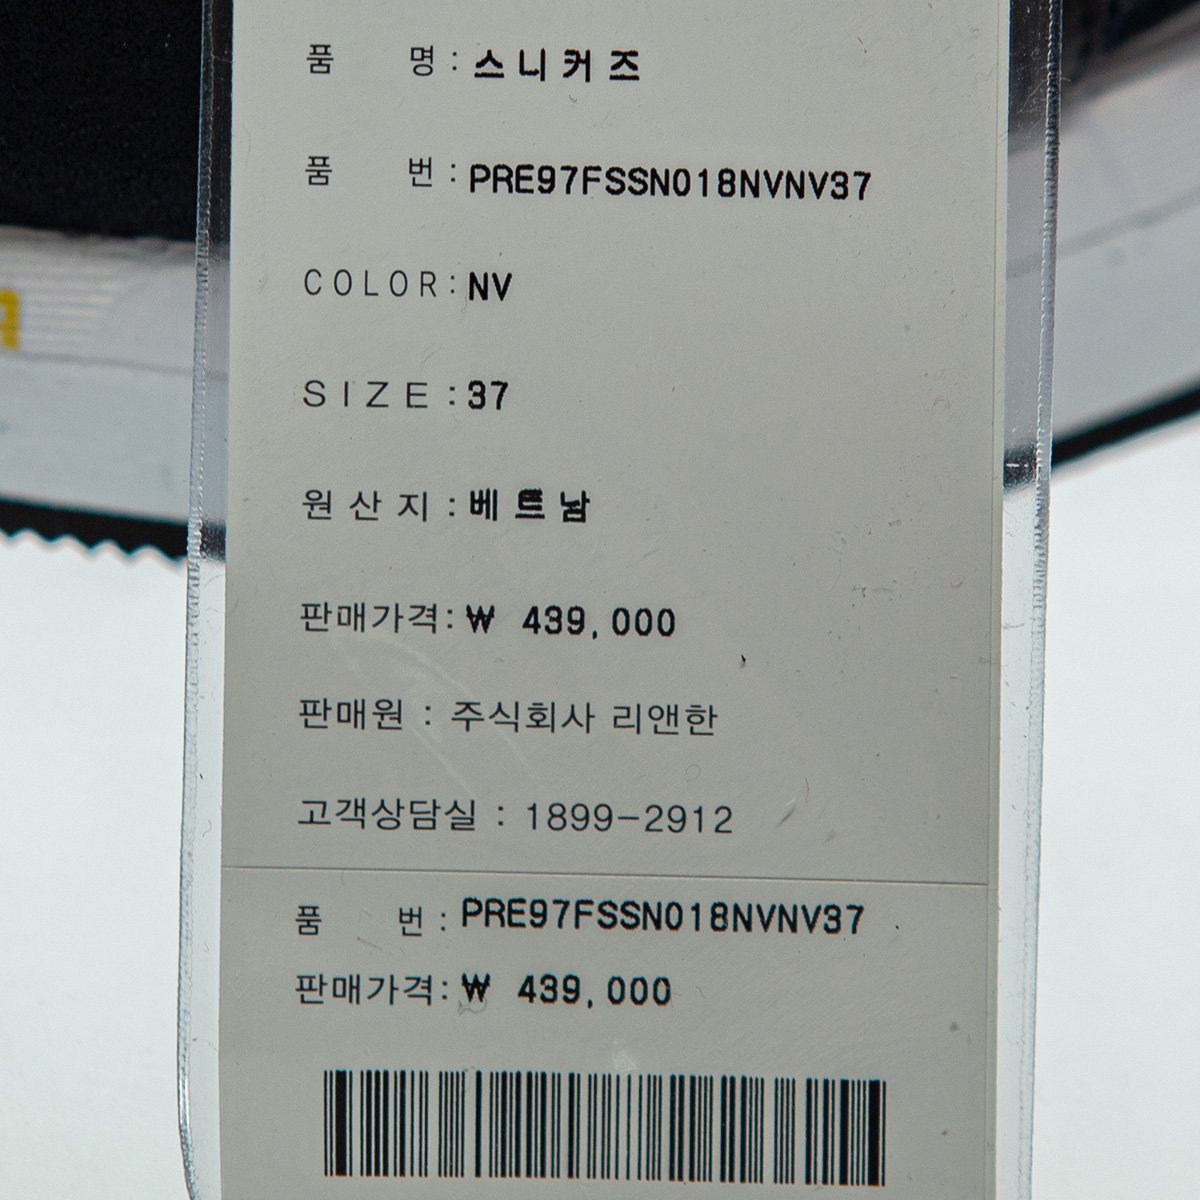 품 명 : 스니커즈
품 번 : PRE97FSSN018NVNV37
COLOR : NV
SIZE : 37
원산지 : 베트남
판매가격 : ₩ 439,000
판매원 : 주식회사 리앤한
고객상담실 : 1899-2912
품 번 : PRE97FSSN018NVNV37
판매가격 : ₩ 439,000